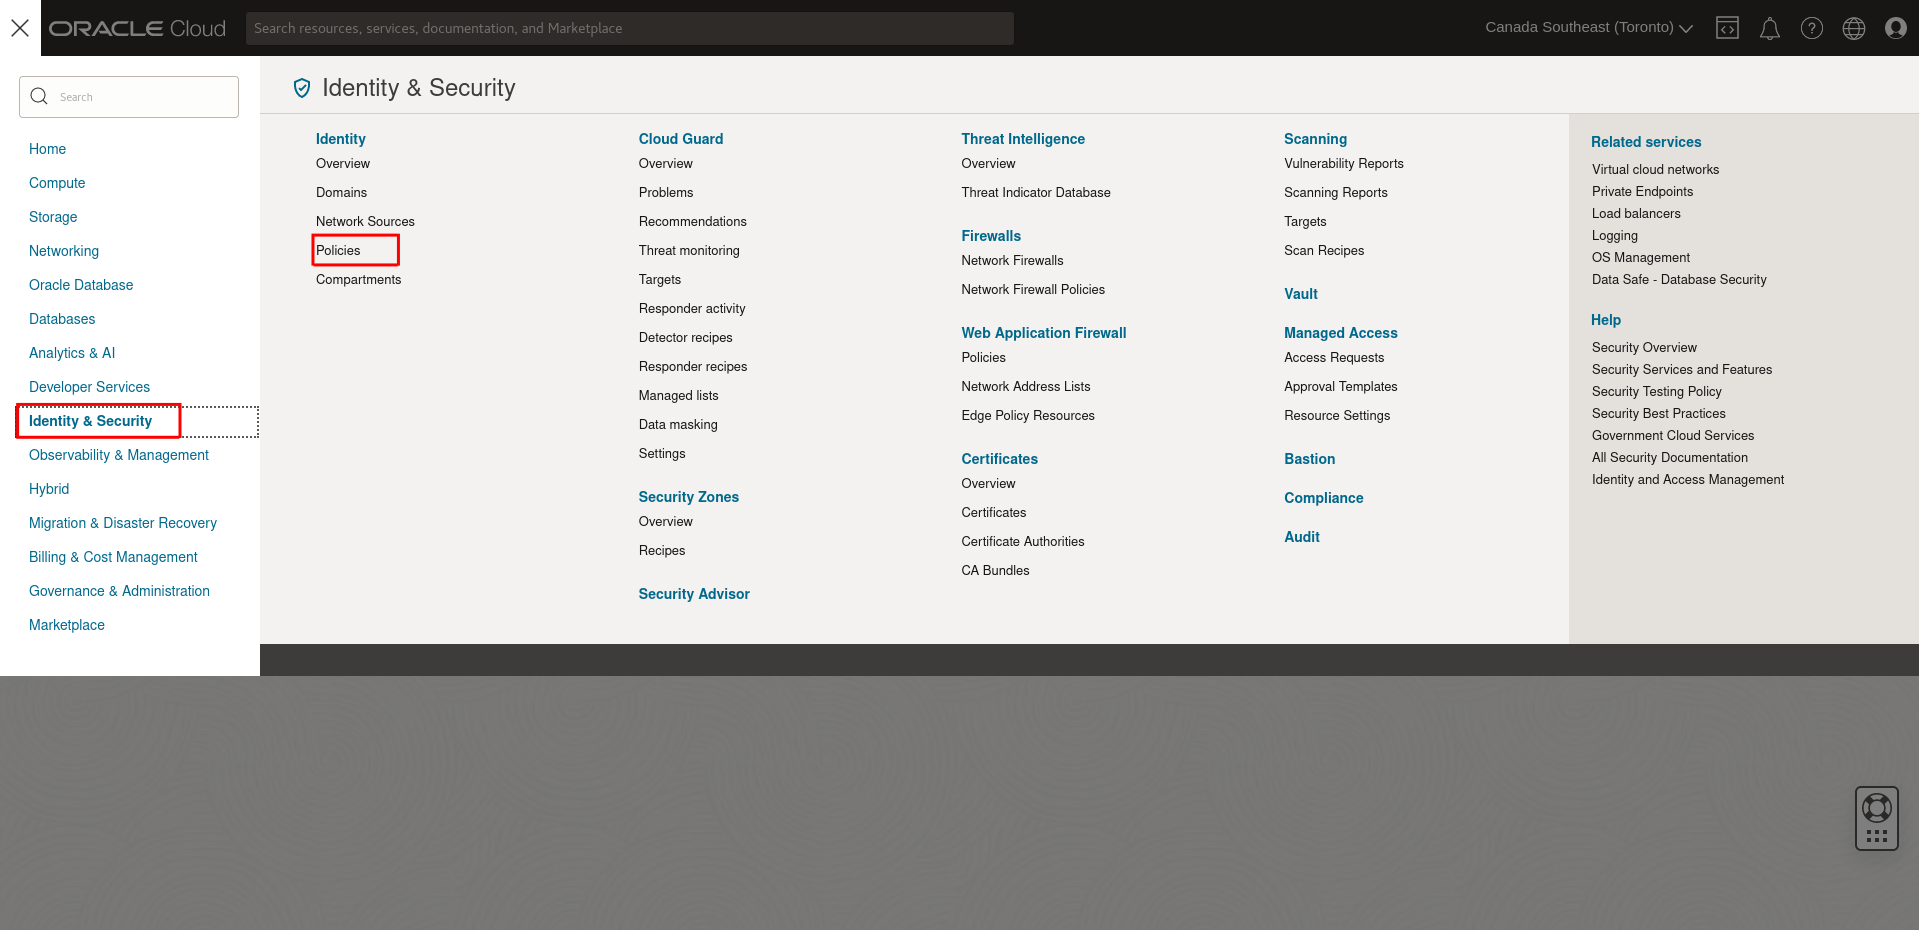 ORACLE Cloud
Search resources, services, documentation, and Marketplace
Canada Southeast (Toronto)
Search
Home
Compute
Storage
Networking
Oracle Database
Databases
Analytics & AI
Developer Services
Identity & Security
Observability & Management
Hybrid
Migration & Disaster Recovery
Billing & Cost Management
Governance & Administration
Marketplace
Identity & Security
Identity
Overview
Domains
Network Sources
Policies
Compartments
Cloud Guard
Overview
Problems
Recommendations
Threat monitoring
Targets
Responder activity
Detector recipes
Responder recipes
Managed lists
Data masking
Settings
Security Zones
Overview
Recipes
Security Advisor
Threat Intelligence
Overview
Threat Indicator Database
Firewalls
Network Firewalls
Network Firewall Policies
Web Application Firewall
Policies
Network Address Lists
Edge Policy Resources
Certificates
Overview
Certificates
Certificate Authorities
CA Bundles
Scanning
Vulnerability Reports
Scanning Reports
Targets
Scan Recipes
Vault
Managed Access
Access Requests
Approval Templates
Resource Settings
Bastion
Compliance
Audit
Related services
Virtual cloud networks
Private Endpoints
Load balancers
Logging
OS Management
Data Safe - Database Security
Help
Security Overview
Security Services and Features
Security Testing Policy
Security Best Practices
Government Cloud Services
All Security Documentation
Identity and Access Management